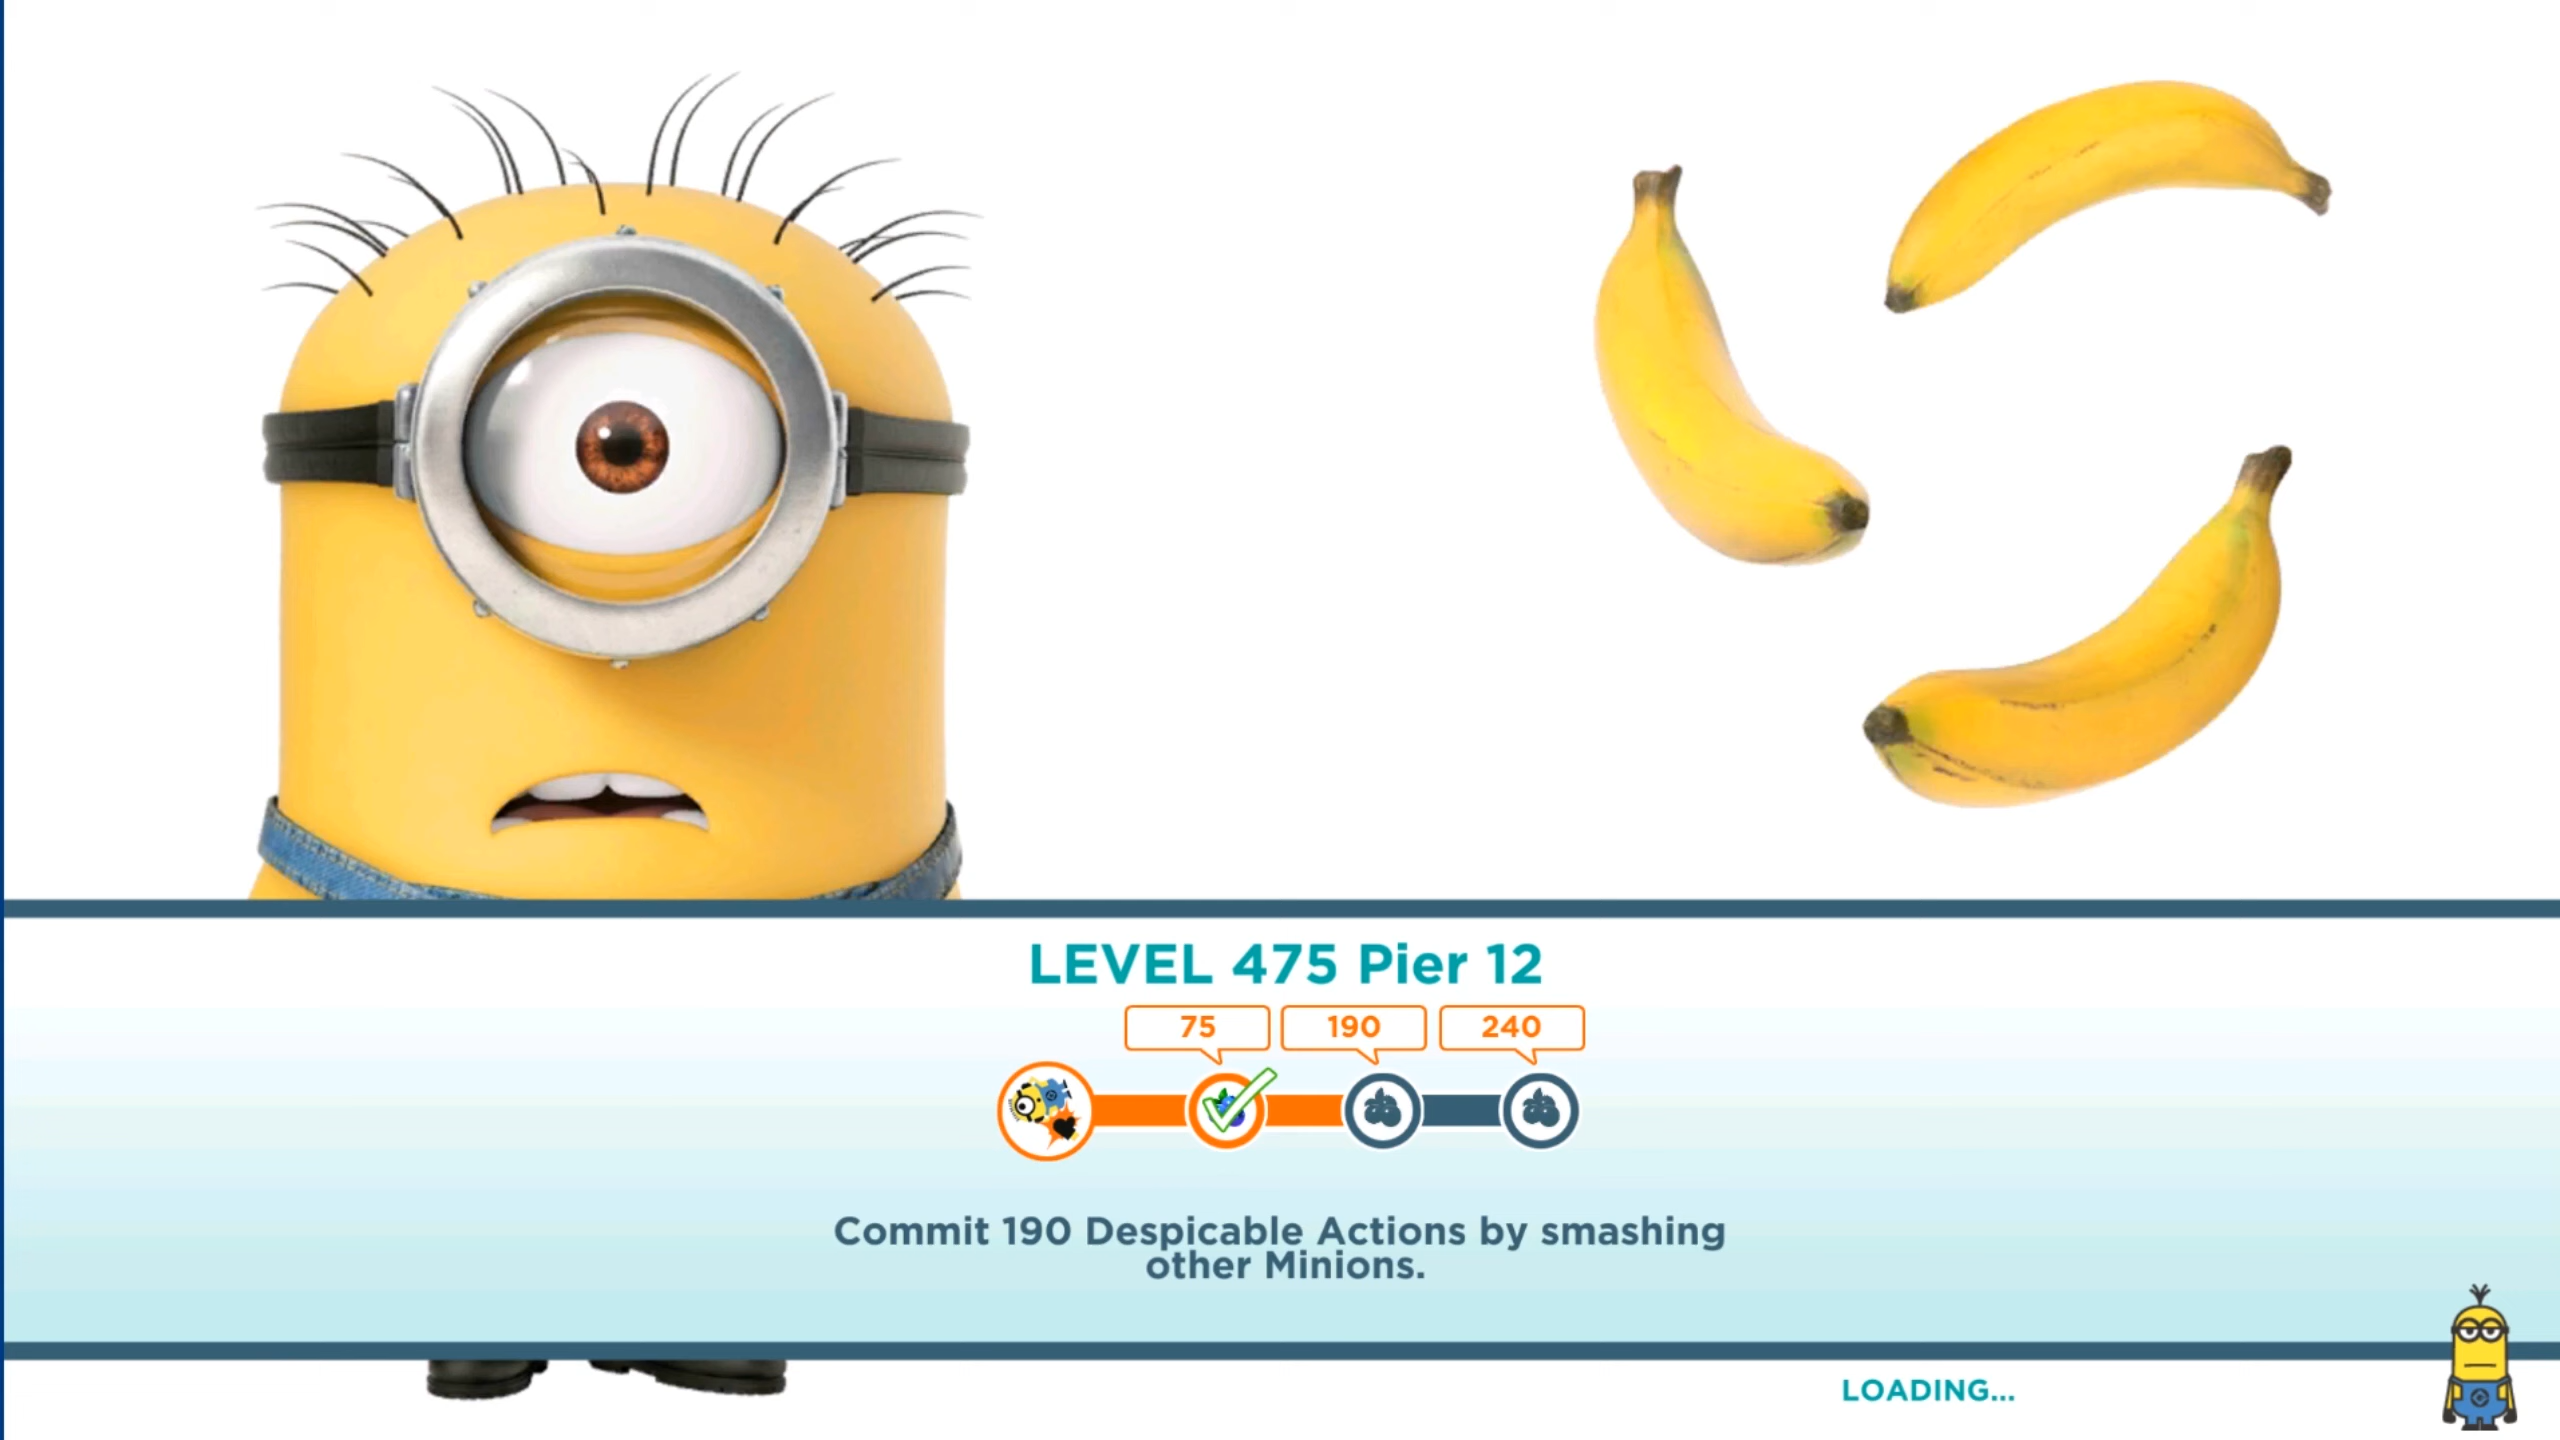 LEVEL 475 Pier 12
75 190 240
Commit 190 Despicable Actions by smashing
other Minions.
LOADING...